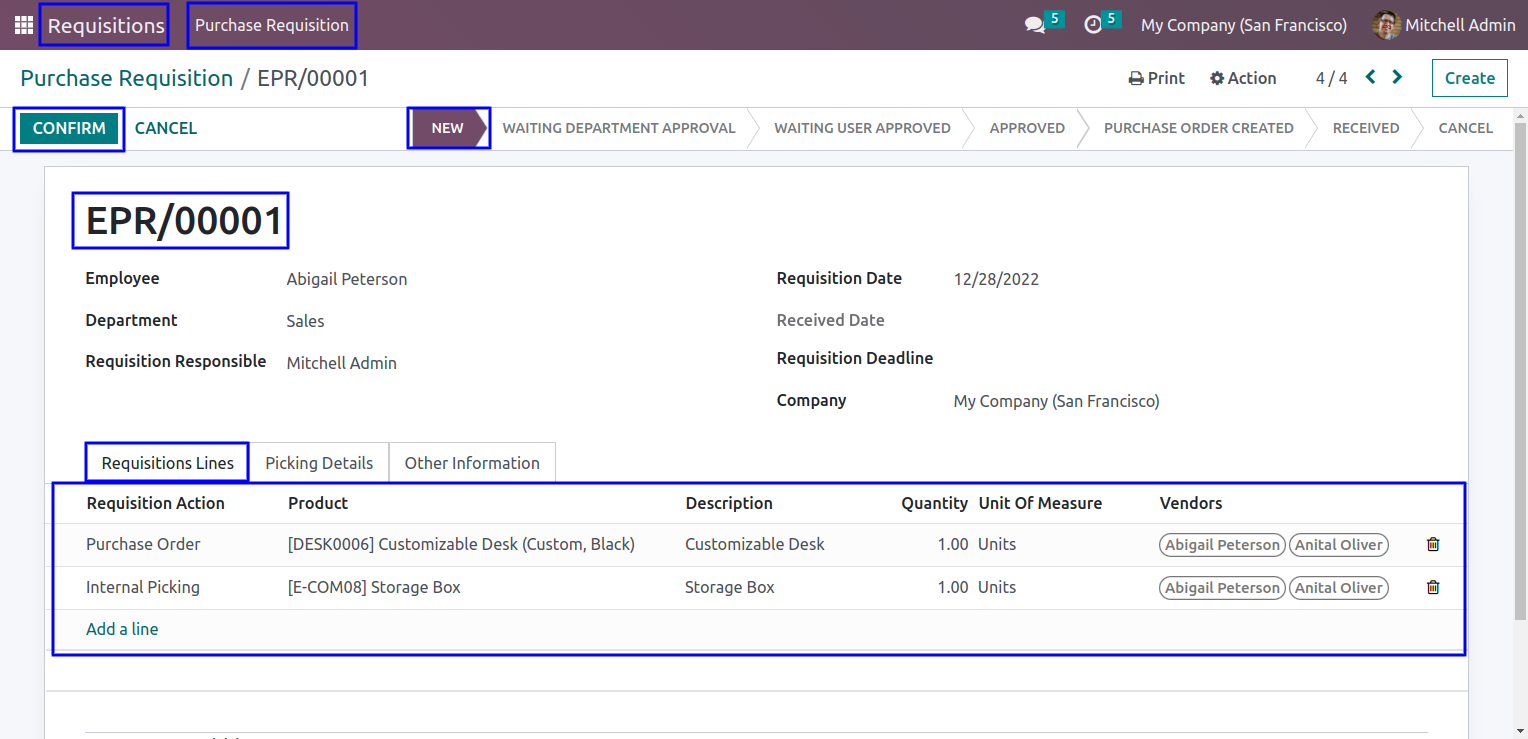 Requisitions Purchase Requisition 5 5 My Company (San Francisco) Mitchell Admin
Purchase Requisition / EPR/00001 Print Action 4 / 4 Create
CONFIRM CANCEL NEW WAITING DEPARTMENT APPROVAL WAITING USER APPROVED APPROVED PURCHASE ORDER CREATED RECEIVED CANCEL
EPR/00001
Employee Abigail Peterson Requisition Date 12/28/2022
Department Sales Received Date
Requisition Responsible Mitchell Admin Requisition Deadline
Company My Company (San Francisco)
Requisitions Lines Picking Details Other Information
Requisition Action Product Description Quantity Unit Of Measure Vendors
Purchase Order [DESK0006] Customizable Desk (Custom, Black) Customizable Desk 1.00 Units Abigail Peterson Anital Oliver
Internal Picking [E-COM08] Storage Box Storage Box 1.00 Units Abigail Peterson Anital Oliver
Add a line